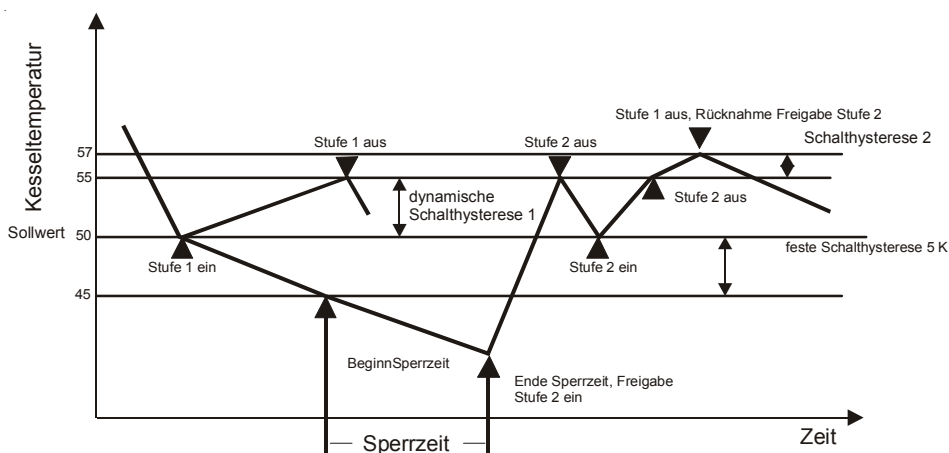 Kesseltemperatur
Stufe 1 aus, Rücknahme Freigabe Stufe 2
Stufe 1 aus
Stufe 2 aus
Schalthysterese 2
57
55
dynamische
Schalthysterese 1
Stufe 2 aus
Sollwert 50
feste Schalthysterese 5 K
Stufe 1 ein
Stufe 2 ein
45
BeginnSperrzeit
Ende Sperrzeit, Freigabe
Stufe 2 ein
Sperrzeit
Zeit